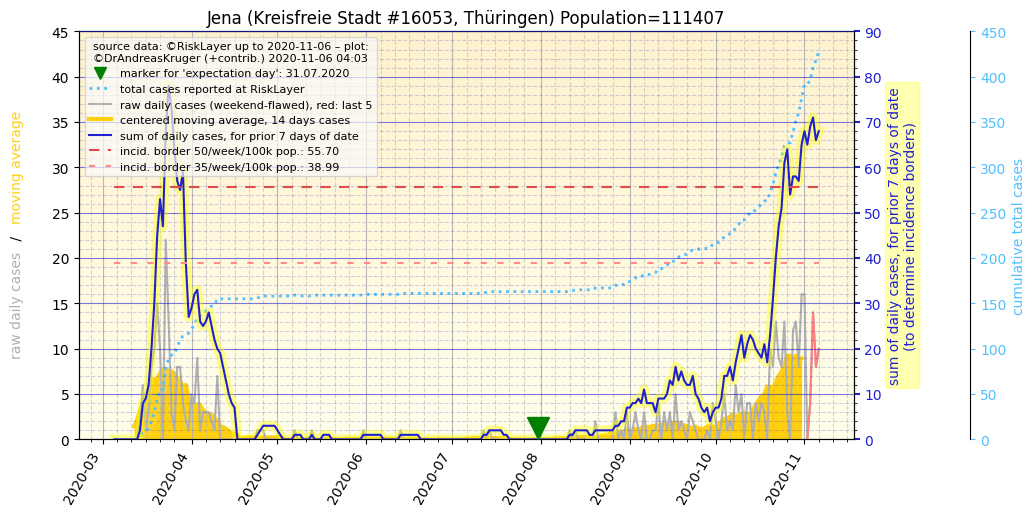 Jena (Kreisfreie Stadt #16053, Thüringen) Population=111407
source data: ©RiskLayer up to 2020-11-06 – plot:
©DrAndreasKruger (+contrib.) 2020-11-06 04:03
marker for 'expectation day': 31.07.2020
total cases reported at RiskLayer
raw daily cases (weekend-flawed), red: last 5
centered moving average, 14 days cases
sum of daily cases, for prior 7 days of date
incid. border 50/week/100k pop.: 55.70
incid. border 35/week/100k pop.: 38.99
raw daily cases / moving average
45
40
35
30
25
20
15
10
5
0
2020-03
2020-04
2020-05
2020-06
2020-07
2020-08
2020-09
2020-10
2020-11
90
80
70
60
50
40
30
20
10
0
sum of daily cases, for prior 7 days of date
(to determine incidence borders)
450
400
350
300
250
200
150
100
50
0
cumulative total cases